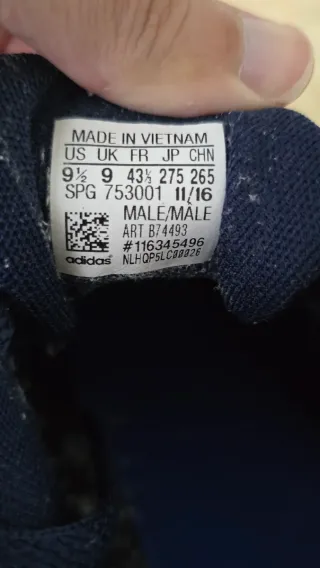 MADE IN VIETNAM
US UK FR JP CHN
9½ 9 43⅓ 275 265
SPG 753001 11/16
MALE/MALE
ART B74493
#116345496
adidas NLHQP5LC00026